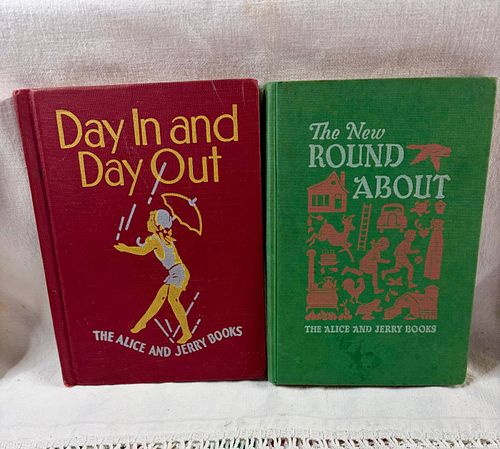 Day In and
Day Out
THE ALICE AND JERRY BOOKS
The New
ROUND
ABOUT
THE ALICE AND JERRY BOOKS